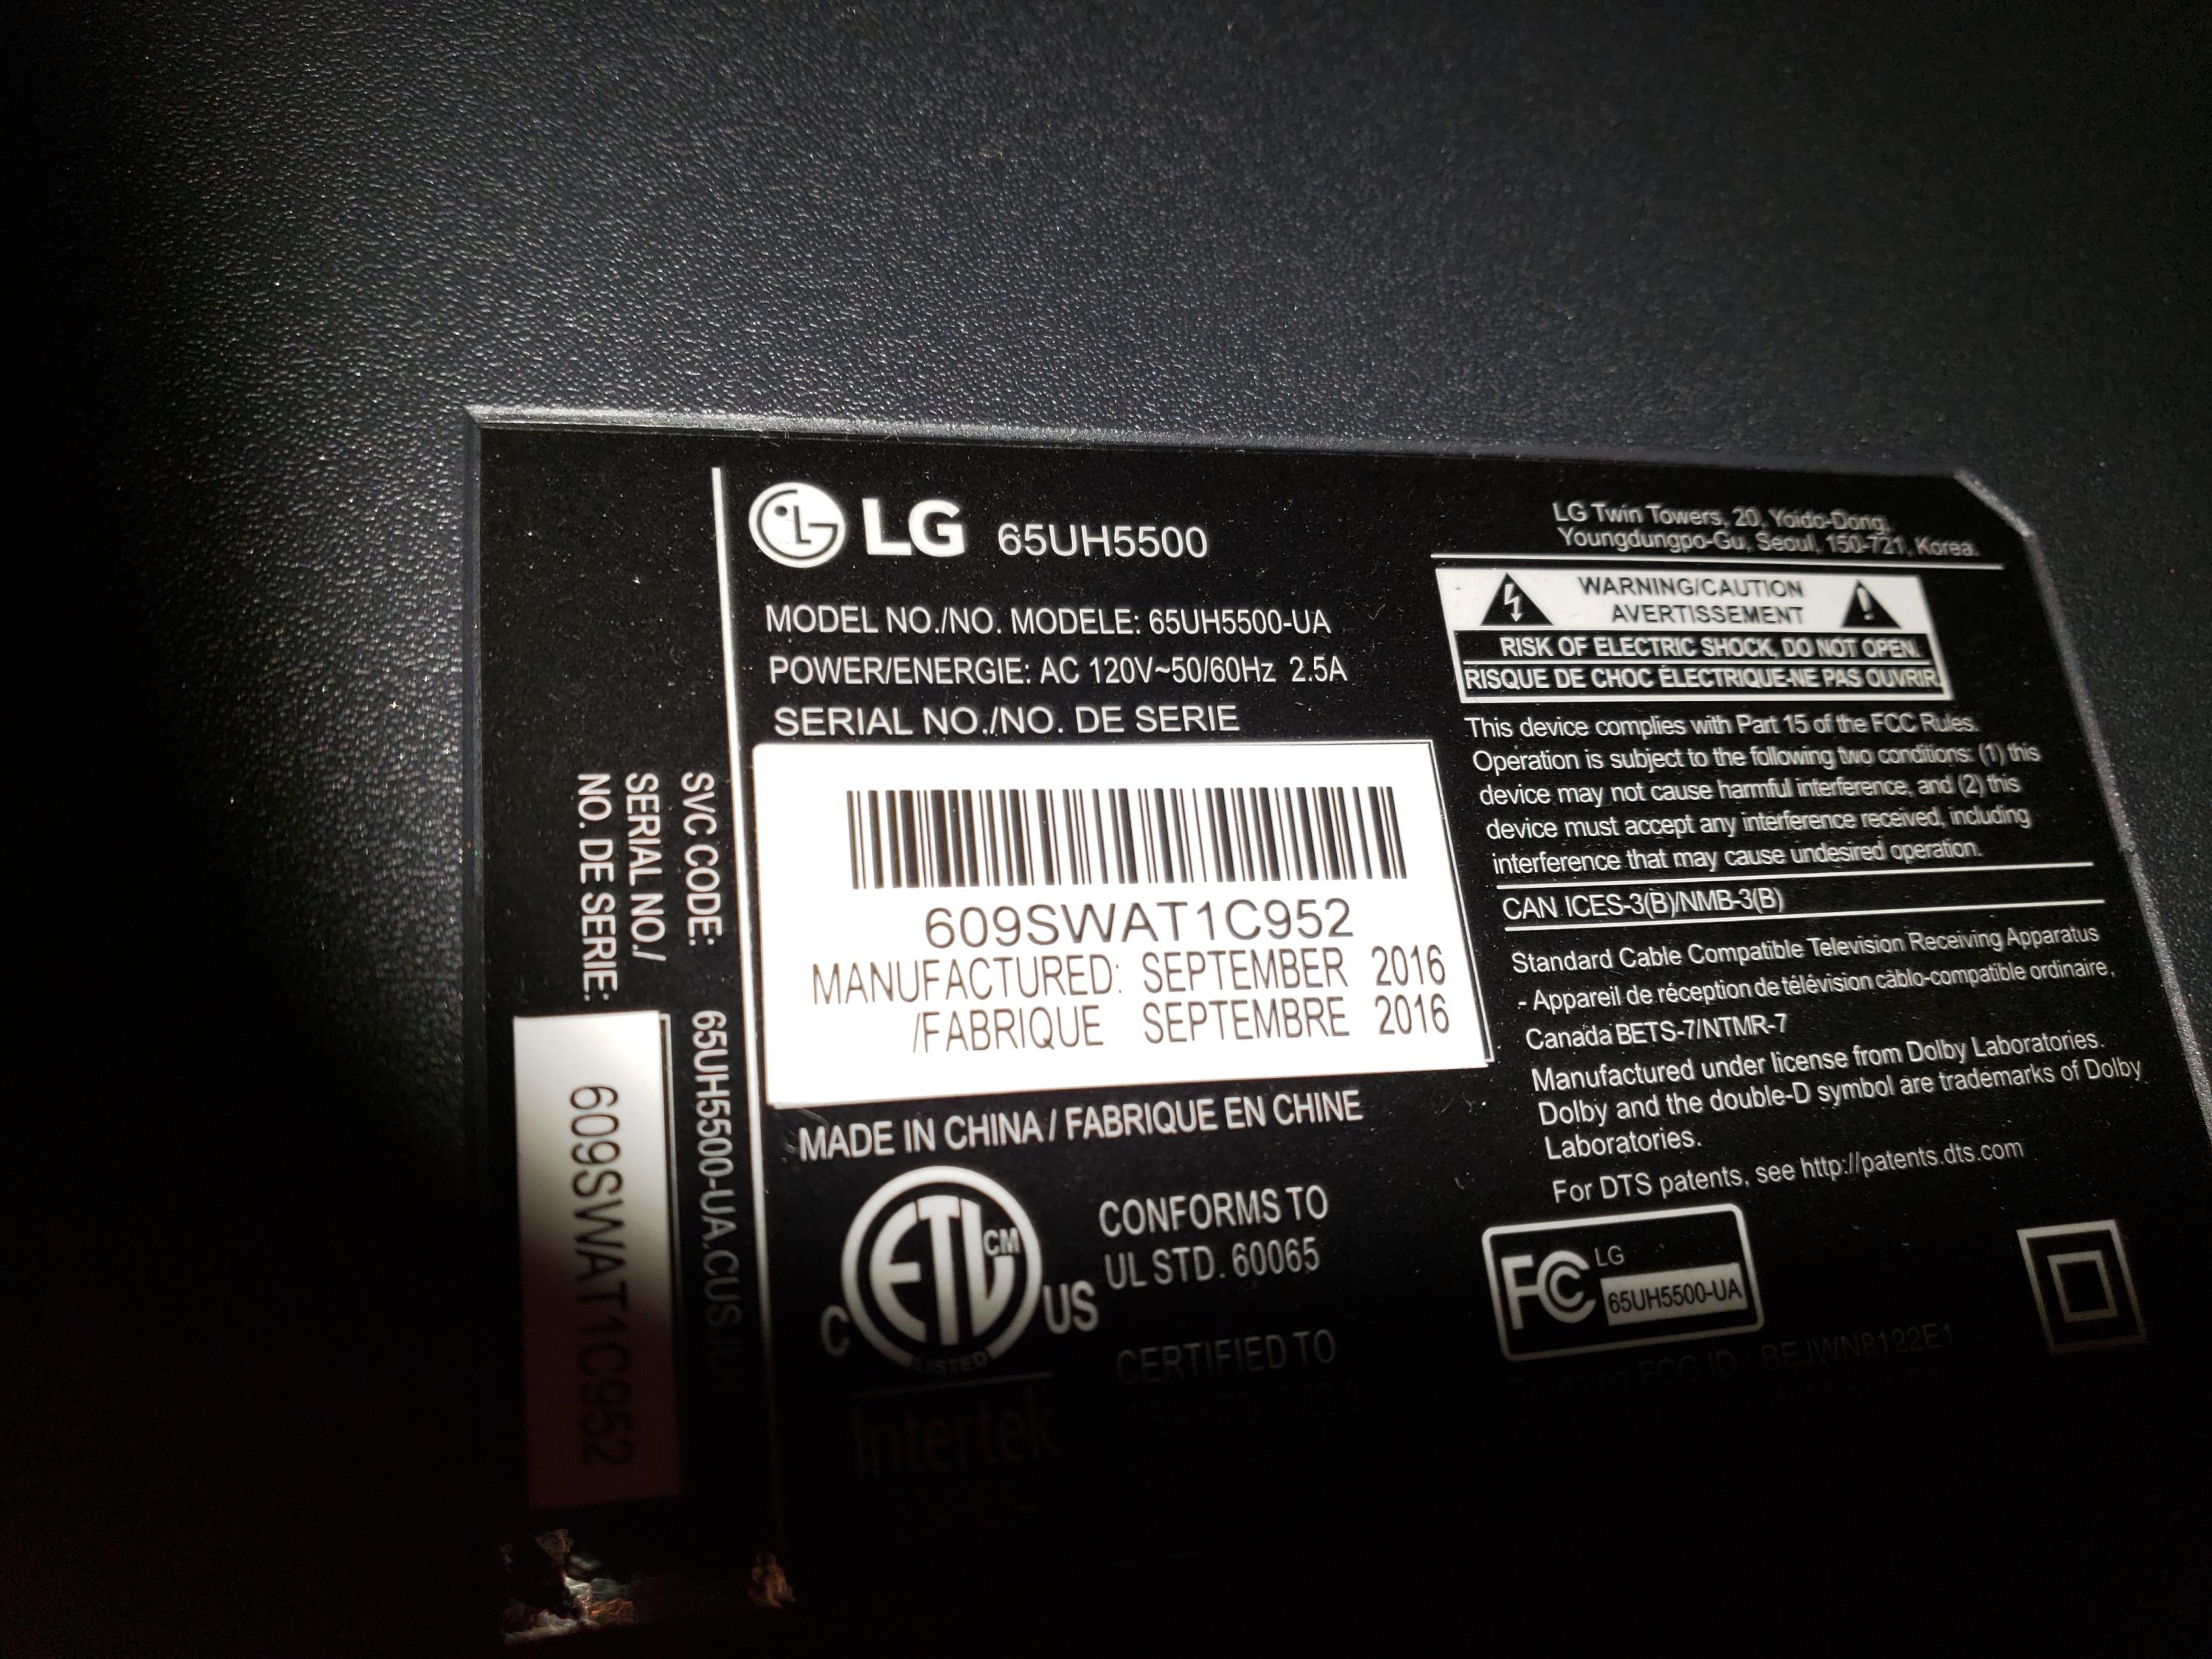 LG 65UH5500
MODEL NO./NO. MODELE: 65UH5500-UA
POWER/ENERGIE: AC 120V~50/60Hz 2.5A
SERIAL NO./NO. DE SERIE
609SWAT1C952
MANUFACTURED: SEPTEMBER 2016
/FABRIQUE SEPTEMBRE 2016
MADE IN CHINA / FABRIQUE EN CHINE
C ETL CM US
LISTED
Intertek
CONFORMS TO
UL STD. 60065
CERTIFIED TO
SVC CODE: 65UH5500-UA
SERIAL NO./
NO. DE SERIE: 609SWAT1C952
LG Twin Towers, 20, Yoido-Dong,
Youngdungpo-Gu, Seoul, 150-721, Korea.
WARNING/CAUTION
AVERTISSEMENT
RISK OF ELECTRIC SHOCK, DO NOT OPEN.
RISQUE DE CHOC ÉLECTRIQUE-NE PAS OUVRIR
This device complies with Part 15 of the FCC Rules.
Operation is subject to the following two conditions: (1) this
device may not cause harmful interference, and (2) this
device must accept any interference received, including
interference that may cause undesired operation.
CAN ICES-3(B)/NMB-3(B)
Standard Cable Compatible Television Receiving Apparatus
- Appareil de réception de télévision câblo-compatible ordinaire,
Canada BETS-7/NTMR-7
Manufactured under license from Dolby Laboratories.
Dolby and the double-D symbol are trademarks of Dolby
Laboratories.
For DTS patents, see http://patents.dts.com
FC LG
65UH5500-UA
Contains FCC ID : BEJWN8122E1